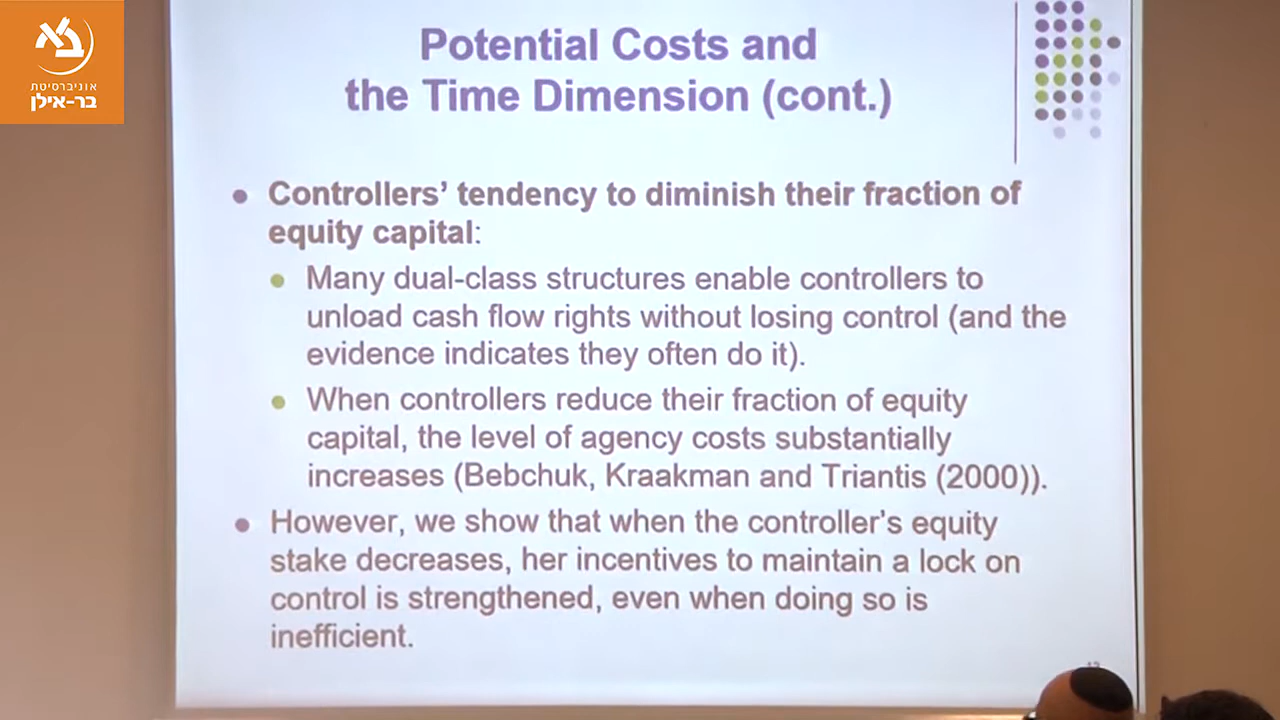 אוניברסיטת
בר-אילן
Potential Costs and
the Time Dimension (cont.)
Controllers' tendency to diminish their fraction of
equity capital:
Many dual-class structures enable controllers to
unload cash flow rights without losing control (and the
evidence indicates they often do it).
When controllers reduce their fraction of equity
capital, the level of agency costs substantially
increases (Bebchuk, Kraakman and Triantis (2000)).
However, we show that when the controller's equity
stake decreases, her incentives to maintain a lock on
control is strengthened, even when doing so is
inefficient.